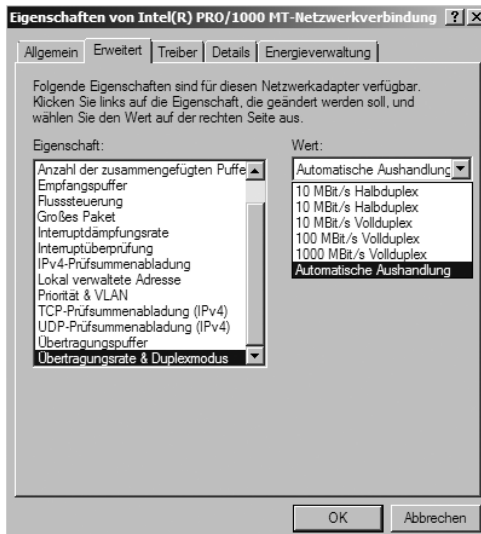 Eigenschaften von Intel(R) PRO/1000 MT-Netzwerkverbindung
Allgemein Erweitert Treiber Details Energieverwaltung
Folgende Eigenschaften sind für diesen Netzwerkadapter verfügbar.
Klicken Sie links auf die Eigenschaft, die geändert werden soll, und
wählen Sie den Wert auf der rechten Seite aus.
Eigenschaft:
Anzahl der zusammengefügten Puffe
Empfangspuffer
Flusssteuerung
Großes Paket
Interruptdämpfungsrate
Interruptüberprüfung
IPv4-Prüfsummenabladung
Lokal verwaltete Adresse
Priorität & VLAN
TCP-Prüfsummenabladung (IPv4)
UDP-Prüfsummenabladung (IPv4)
Übertragungspuffer
Übertragungsrate & Duplexmodus
Wert:
Automatische Aushandlung
10 MBit/s Halbduplex
10 MBit/s Halbduplex
10 MBit/s Vollduplex
100 MBit/s Vollduplex
1000 MBit/s Vollduplex
Automatische Aushandlung
OK Abbrechen